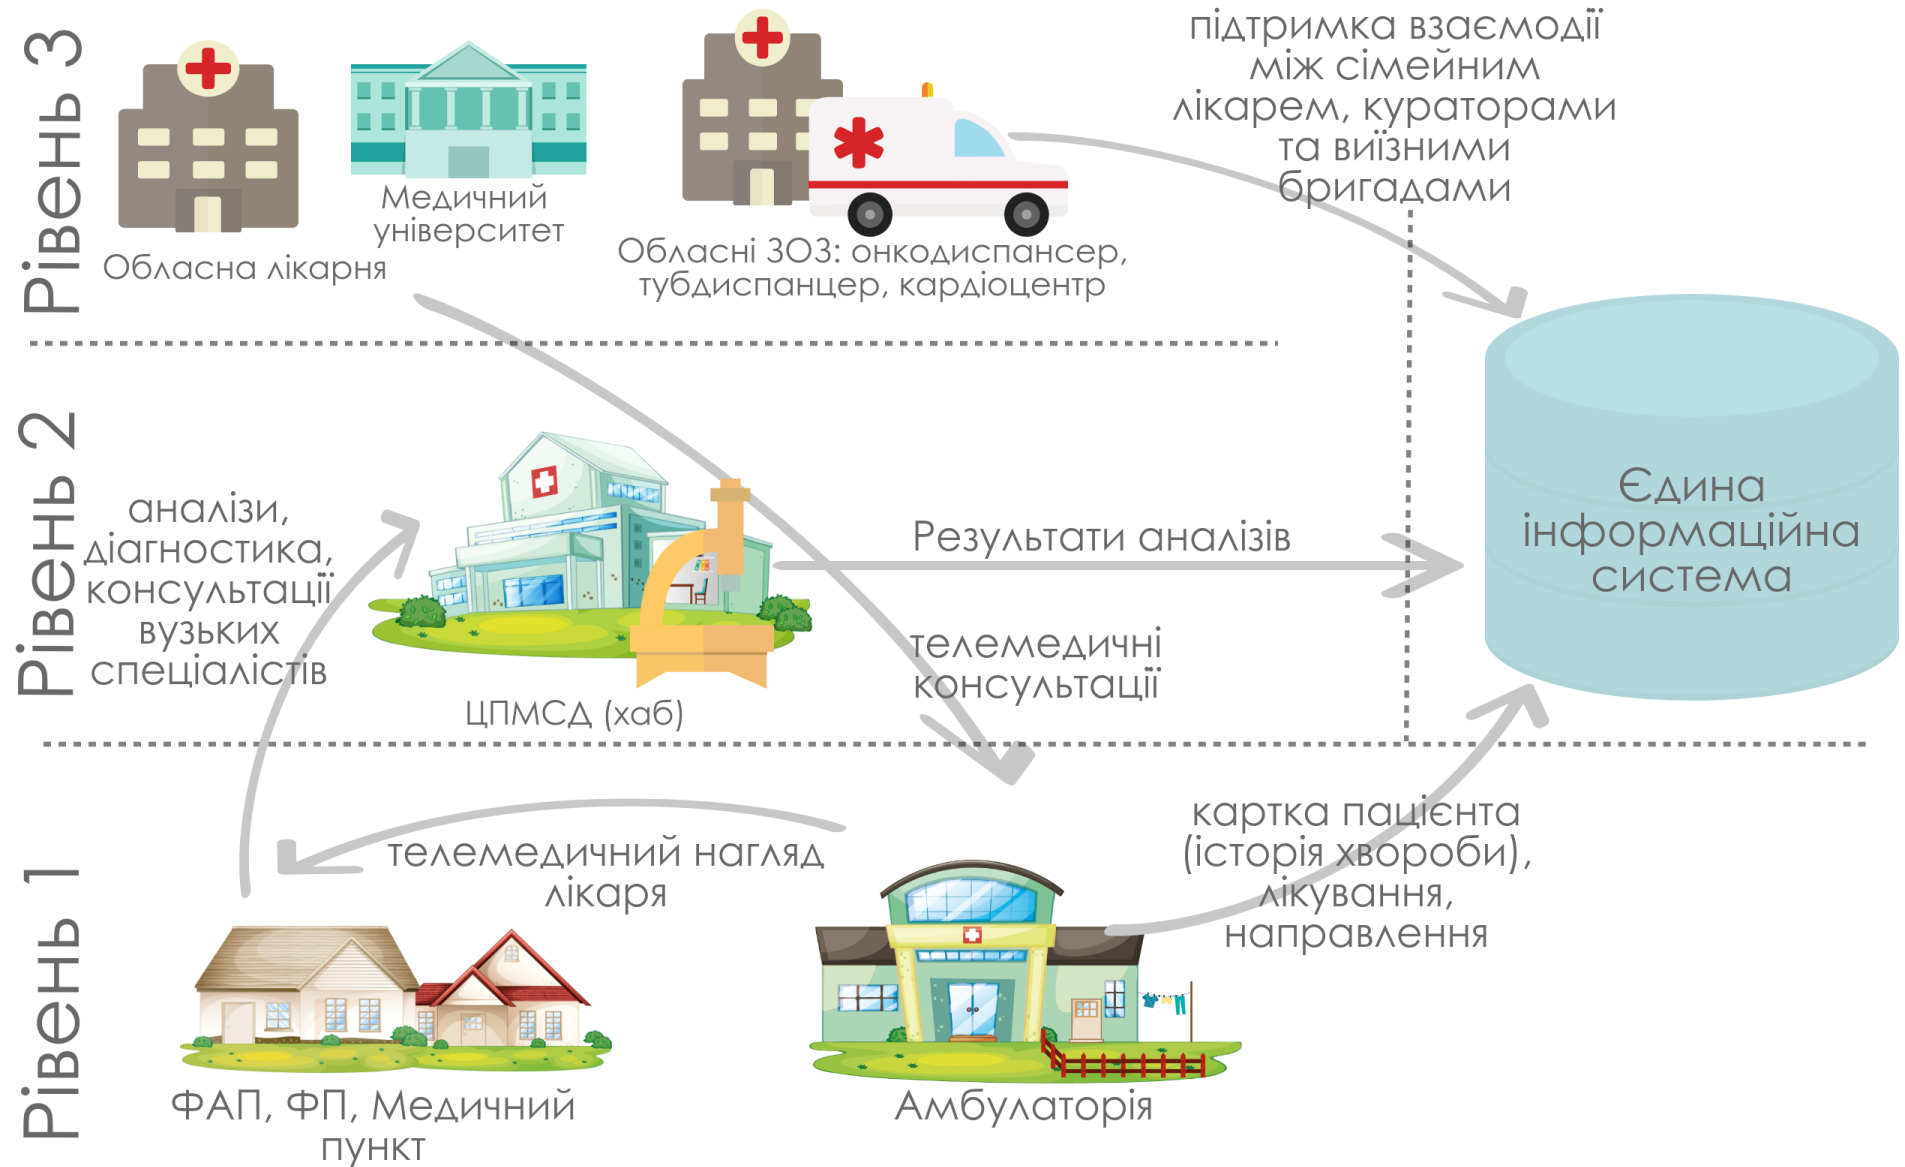 Рівень 3
Обласна лікарня
Медичний
університет
Обласні ЗОЗ: онкодиспансер,
тубдиспанцер, кардіоцентр
підтримка взаємодії
між сімейним
лікарем, кураторами
та виїзними
бригадами
Рівень 2
аналізи,
діагностика,
консультації
вузьких
спеціалістів
ЦПМСД (хаб)
Результати аналізів
телемедичні
консультації
Єдина
інформаційна
система
Рівень 1
телемедичний нагляд
лікаря
картка пацієнта
(історія хвороби),
лікування,
направлення
ФАП, ФП, Медичний
пункт
Амбулаторія